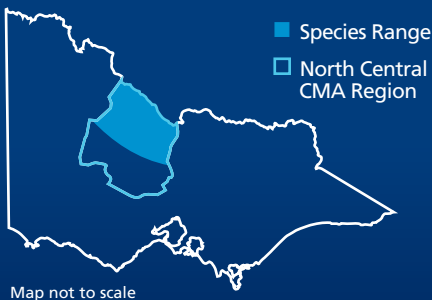 Species Range
North Central
CMA Region
Map not to scale